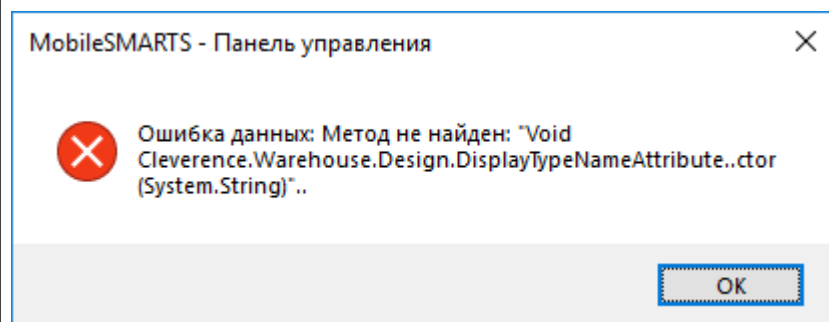 MobileSMARTS - Панель управления
Ошибка данных: Метод не найден: "Void
Cleverence.Warehouse.Design.DisplayTypeNameAttribute..ctor
(System.String)"..
OK